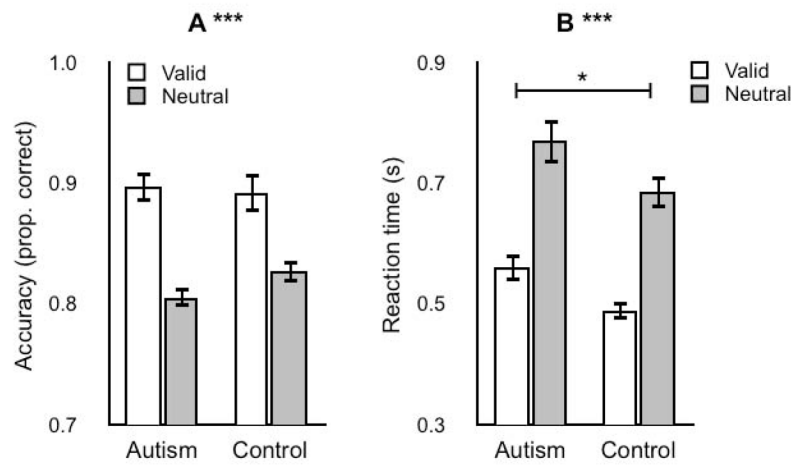 A ***
Accuracy (prop. correct)
1.0
0.9
0.8
0.7
Valid
Neutral
Autism
Control
B ***
Reaction time (s)
0.9
0.7
0.5
0.3
*
Valid
Neutral
Autism
Control